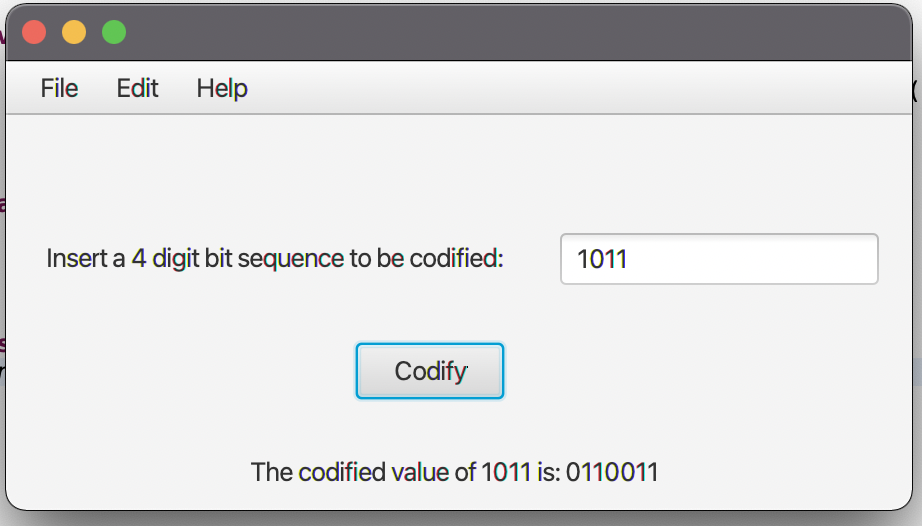 File Edit Help
Insert a 4 digit bit sequence to be codified: 1011
Codify
The codified value of 1011 is: 0110011